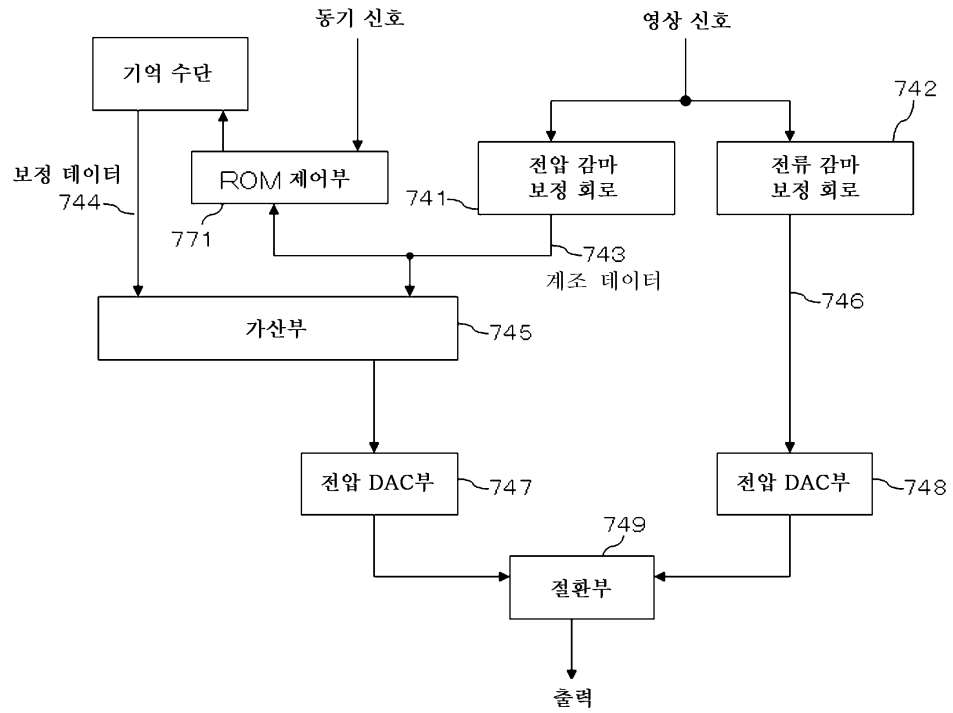 동기 신호
영상 신호
기억 수단
742
보정 데이터
744
ROM 제어부
771
741
전압 감마
보정 회로
전류 감마
보정 회로
743
계조 데이터
746
가산부
745
전압 DAC부
747
전압 DAC부
748
749
절환부
출력